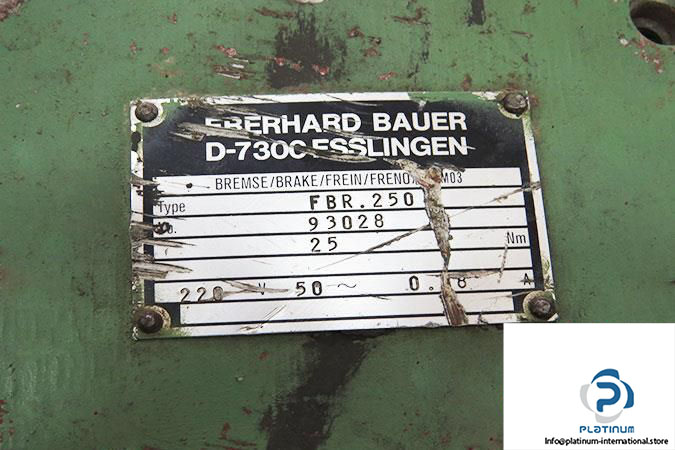 EBERHARD BAUER
D-7300 ESSLINGEN
BREMSE/BRAKE/FREIN/FRENO
Type FBR.250
No. 93028
25 Nm
220 V 50 ~ A
P
PLATINUM
Info@platinum-international.store